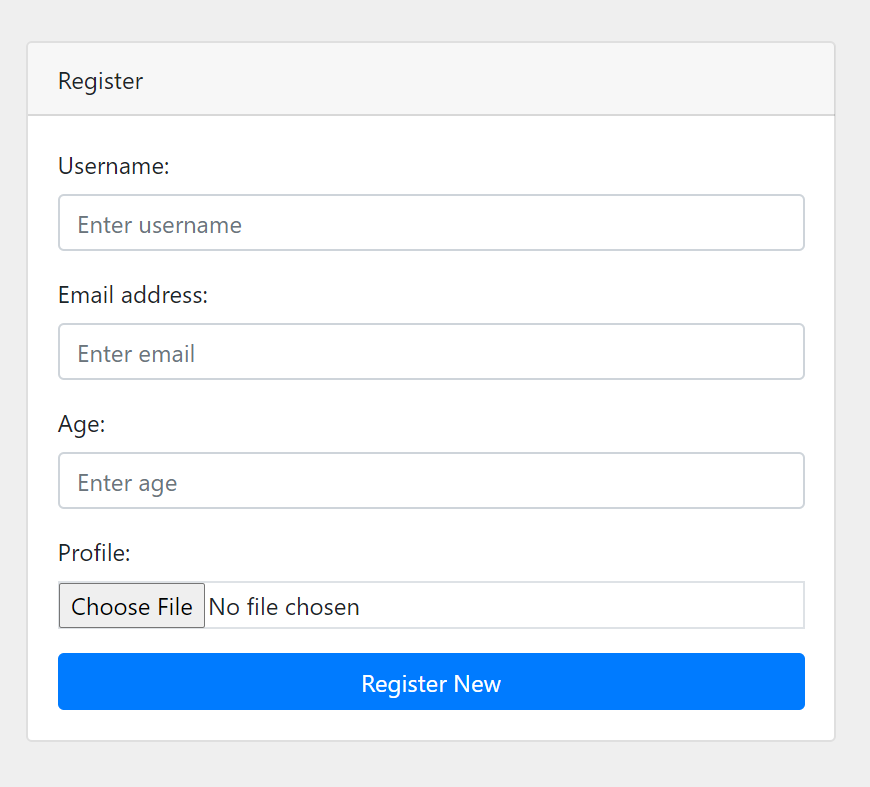 Register
Username:
Enter username
Email address:
Enter email
Age:
Enter age
Profile:
Choose File No file chosen
Register New